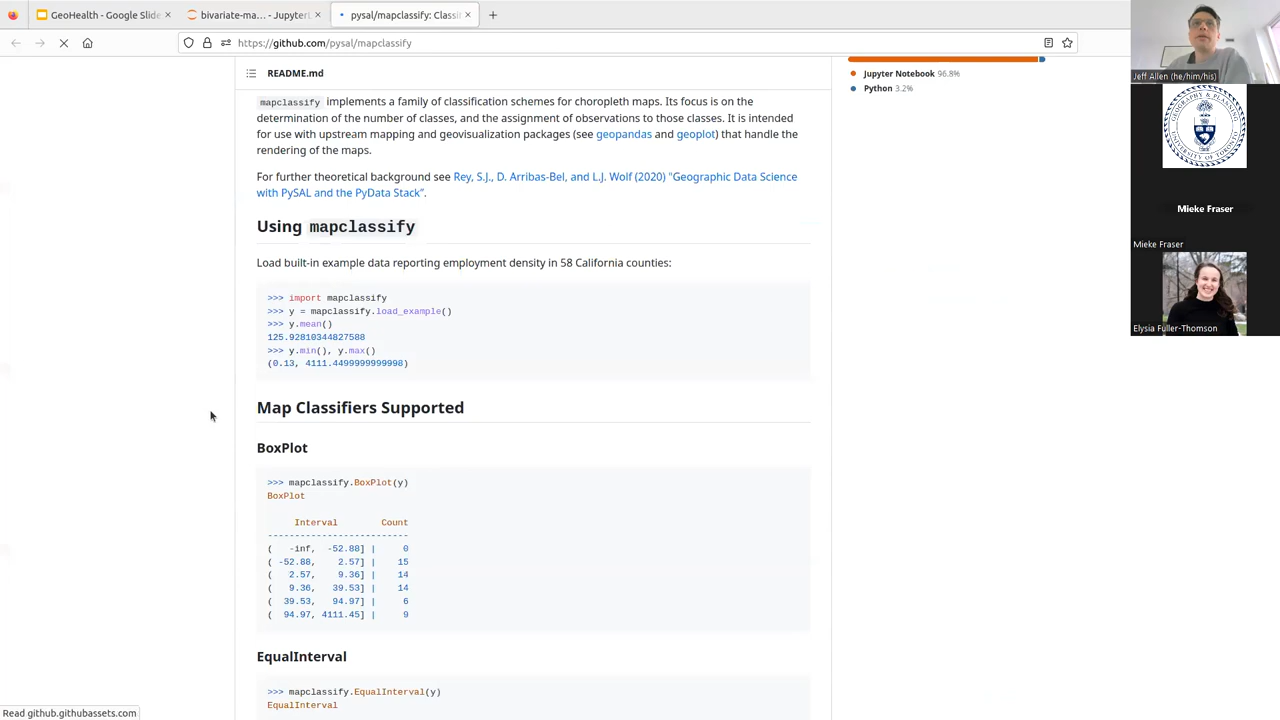 GeoHealth - Google Slide
bivariate-ma… - JupyterL
pysal/mapclassify: Classi
https://github.com/pysal/mapclassify
README.md
mapclassify implements a family of classification schemes for choropleth maps. Its focus is on the
determination of the number of classes, and the assignment of observations to those classes. It is intended
for use with upstream mapping and geovisualization packages (see geopandas and geoplot) that handle the
rendering of the maps.
For further theoretical background see Rey, S.J., D. Arribas-Bel, and L.J. Wolf (2020) "Geographic Data Science
with PySAL and the PyData Stack".
Using mapclassify
Load built-in example data reporting employment density in 58 California counties:
>>> import mapclassify
>>> y = mapclassify.load_example()
>>> y.mean()
125.92810344827588
>>> y.min(), y.max()
(0.13, 4111.4499999999998)
Map Classifiers Supported
BoxPlot
>>> mapclassify.BoxPlot(y)
BoxPlot
Interval Count
--------------------------
( -inf, -52.88] | 0
( -52.88, 2.57] | 15
( 2.57, 9.36] | 14
( 9.36, 39.53] | 14
( 39.53, 94.97] | 6
( 94.97, 4111.45] | 9
EqualInterval
>>> mapclassify.EqualInterval(y)
EqualInterval
Read github.githubassets.com
Jupyter Notebook 96.8%
Python 3.2%
Jeff Allen (he/him/his)
GEOGRAPHY & PLANNING
UNIVERSITY OF TORONTO
Mieke Fraser
Mieke Fraser
Elysia Fuller-Thomson